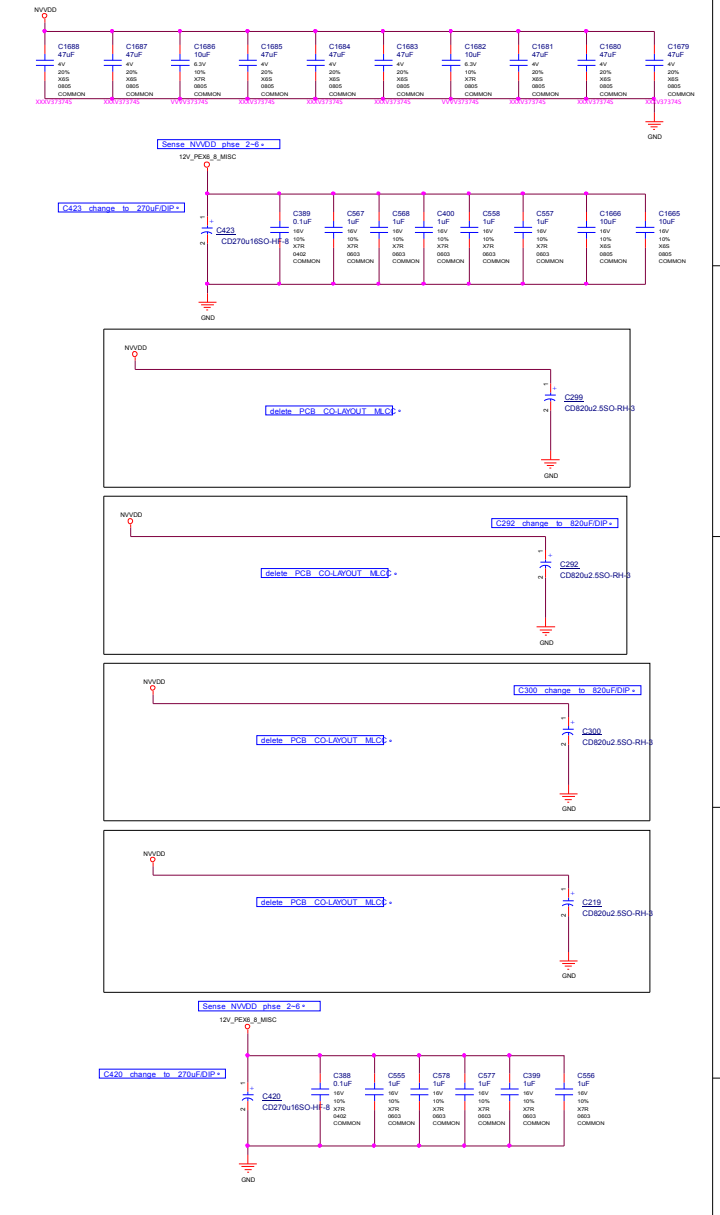 NVVDD
C1688 C1687 C1686 C1685 C1684 C1683 C1682 C1681 C1680 C1679
47uF 47uF 10uF 47uF 47uF 47uF 10uF 47uF 47uF 47uF
4V 4V 6.3V 4V 4V 4V 6.3V 4V 4V 4V
20% 20% 10% 20% 20% 20% 10% 20% 20% 20%
X6S X6S X7R X6S X6S X6S X7R X6S X6S X6S
0805 0805 0805 0805 0805 0805 0805 0805 0805 0805
COMMON COMMON COMMON COMMON COMMON COMMON COMMON COMMON COMMON COMMON
GND
Sense NVVDD phse 2~6
12V_PEX6_8_MISC
C423 change to 270uF/DIP
1
2
C423
CD270u16SO-HF-8
C389 C567 C568 C400 C558 C557 C1666 C1665
0.1uF 1uF 1uF 1uF 1uF 1uF 10uF 10uF
16V 16V 16V 16V 16V 16V 16V 16V
10% 10% 10% 10% 10% 10% 10% 10%
X7R X7R X7R X7R X7R X7R X6S X6S
0402 0603 0603 0603 0603 0603 0805 0805
COMMON COMMON COMMON COMMON COMMON COMMON COMMON COMMON
GND
NVVDD
delete PCB CO-LAYOUT MLCC
1
2
C299
CD820u2.5SO-RH-3
GND
NVVDD
C292 change to 820uF/DIP
delete PCB CO-LAYOUT MLCC
1
2
C292
CD820u2.5SO-RH-3
GND
NVVDD
C300 change to 820uF/DIP
delete PCB CO-LAYOUT MLCC
1
2
C300
CD820u2.5SO-RH-3
GND
NVVDD
delete PCB CO-LAYOUT MLCC
1
2
C219
CD820u2.5SO-RH-3
GND
Sense NVVDD phse 2~6
12V_PEX6_8_MISC
C420 change to 270uF/DIP
1
2
C420
CD270u16SO-HF-8
C388 C555 C578 C577 C399 C556
0.1uF 1uF 1uF 1uF 1uF 1uF
16V 16V 16V 16V 16V 16V
10% 10% 10% 10% 10% 10%
X7R X7R X7R X7R X7R X7R
0402 0603 0603 0603 0603 0603
COMMON COMMON COMMON COMMON COMMON COMMON
GND